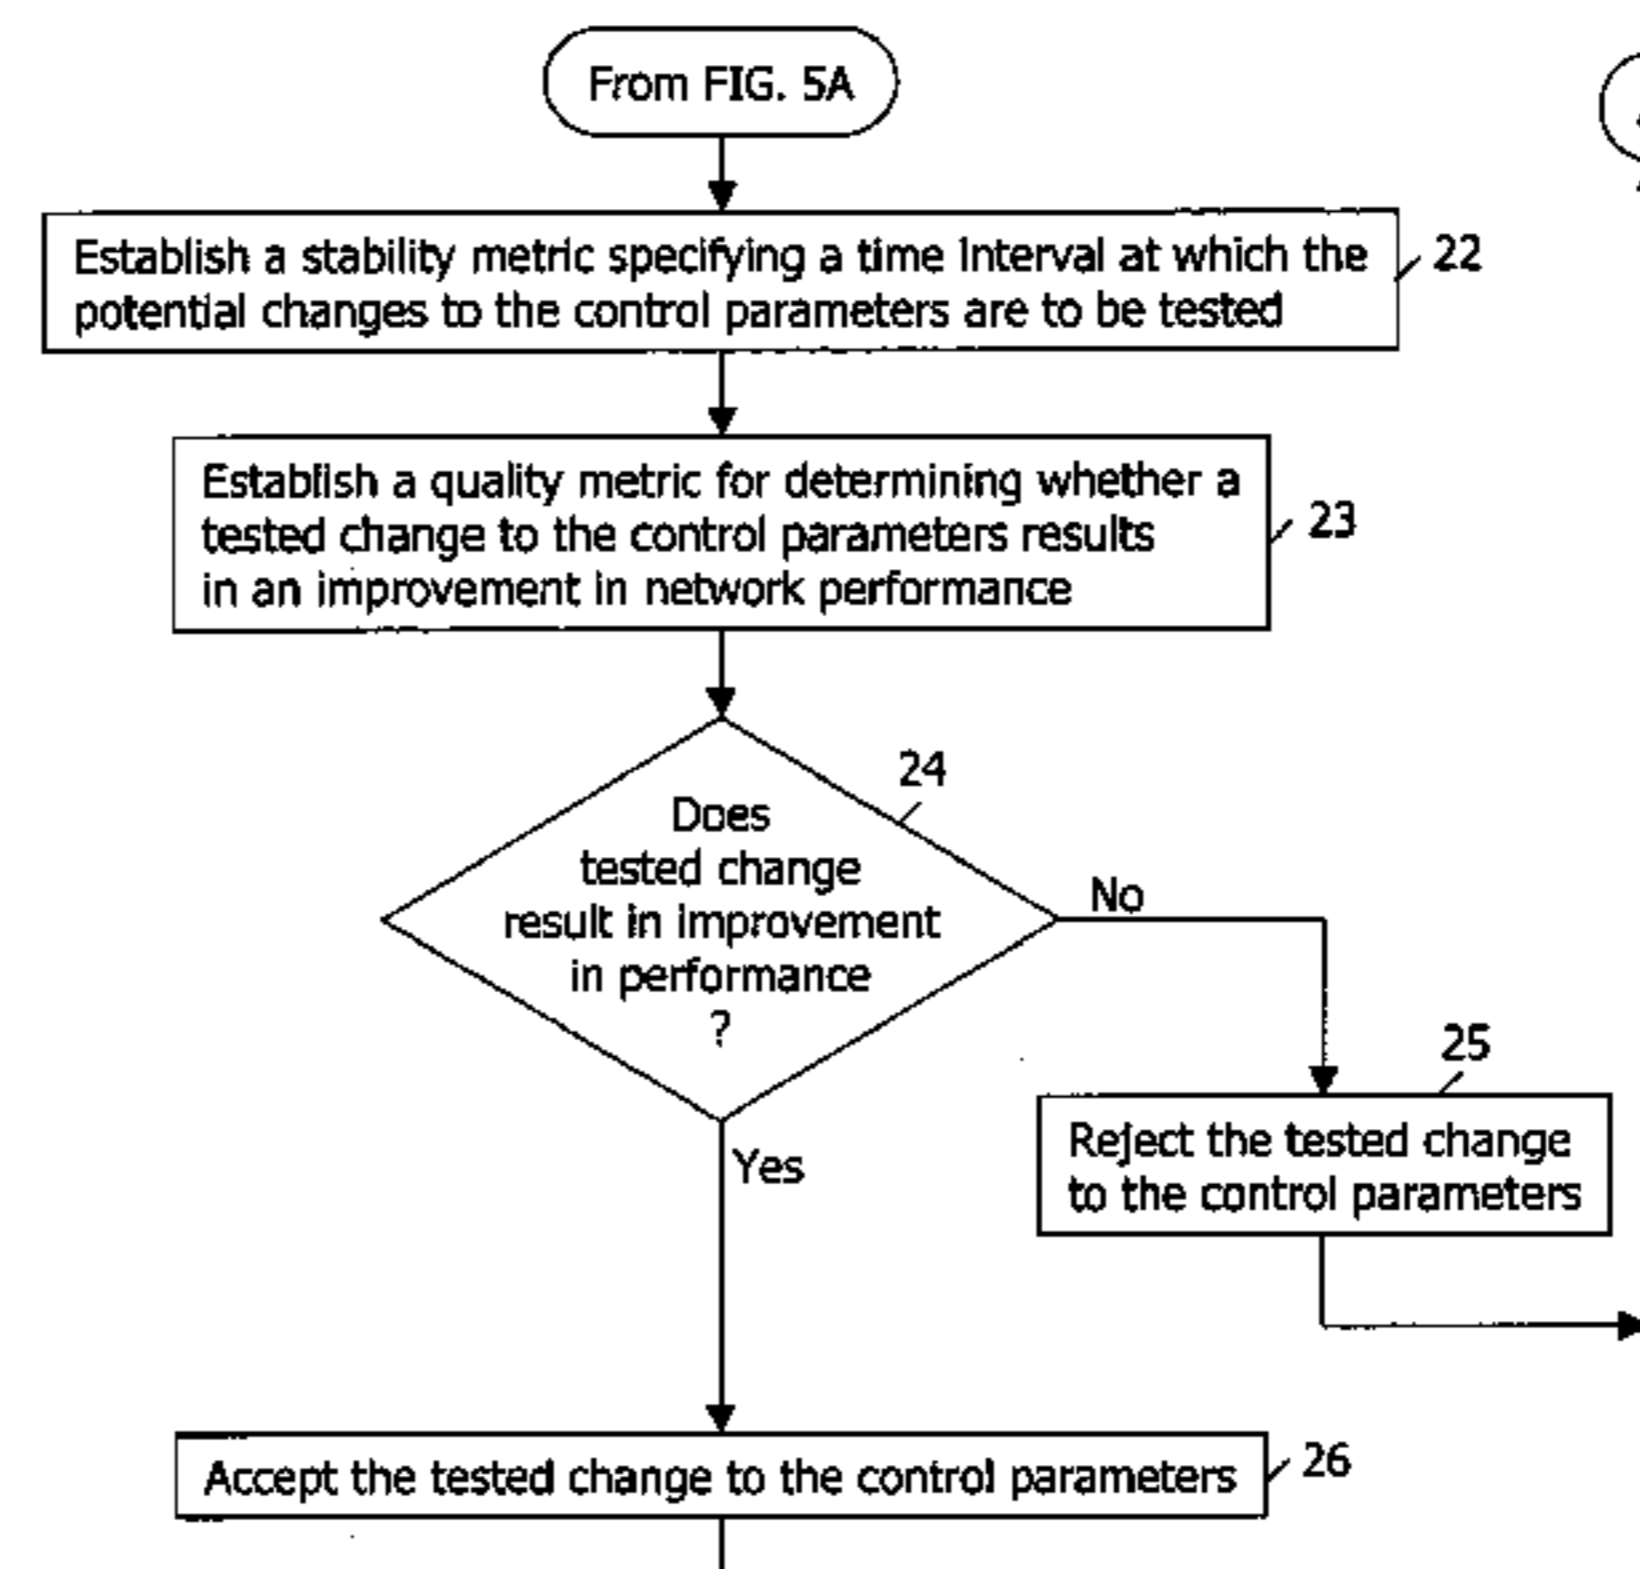 From FIG. 5A
Establish a stability metric specifying a time interval at which the
potential changes to the control parameters are to be tested
22
Establish a quality metric for determining whether a
tested change to the control parameters results
in an improvement in network performance
23
24
Does
tested change
result in improvement
in performance
?
No
Yes
25
Reject the tested change
to the control parameters
Accept the tested change to the control parameters
26